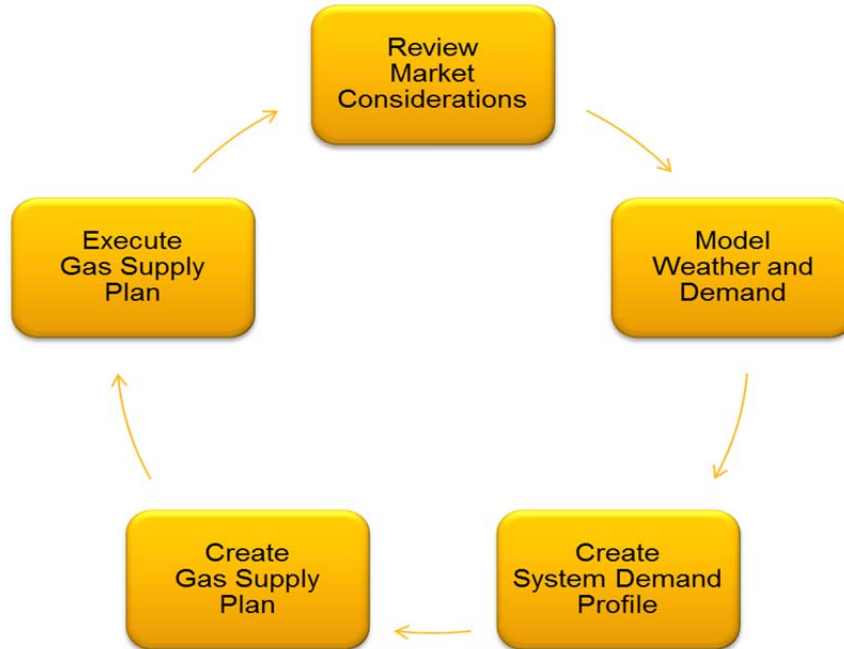 Review
Market
Considerations
Execute
Gas Supply
Plan
Model
Weather and
Demand
Create
Gas Supply
Plan
Create
System Demand
Profile